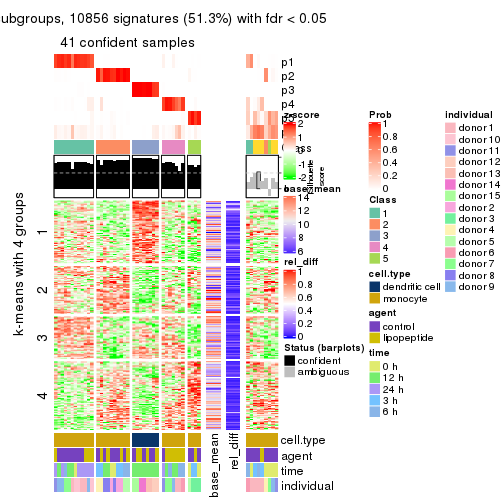 ubgroups, 10856 signatures (51.3%) with fdr < 0.05
41 confident samples
p1
p2
p3
p4
k-means with 4 groups
1
2
3
4
cell.type
agent
time
individual
base_mean
rel_diff
z-score
2
1
0
-1
-2
Silhouette
score
base_mean
14
12
10
8
6
rel_diff
1
0.8
0.6
0.4
0.2
0
Status (barplots)
confident
ambiguous
Prob
1
0.8
0.6
0.4
0.2
0
Class
1
2
3
4
5
cell.type
dendritic cell
monocyte
agent
control
lipopeptide
time
0 h
12 h
24 h
3 h
6 h
individual
donor 1
donor 10
donor 11
donor 12
donor 13
donor 14
donor 15
donor 2
donor 3
donor 4
donor 5
donor 6
donor 7
donor 8
donor 9